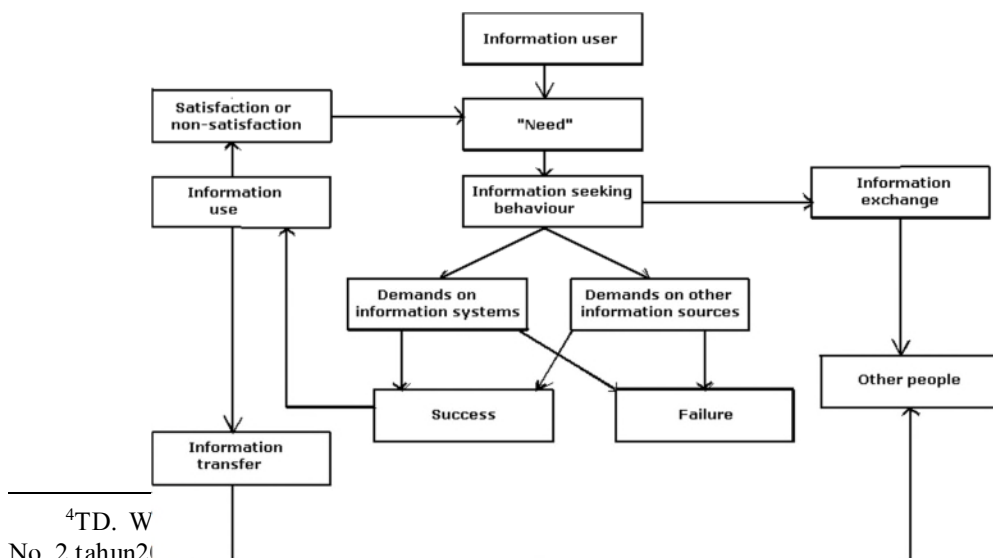 Information user
Satisfaction or
non-satisfaction
"Need"
Information
use
Information seeking
behaviour
Information
exchange
Demands on
information systems
Demands on other
information sources
Other people
Success
Failure
Information
transfer
4TD. W
No. 2